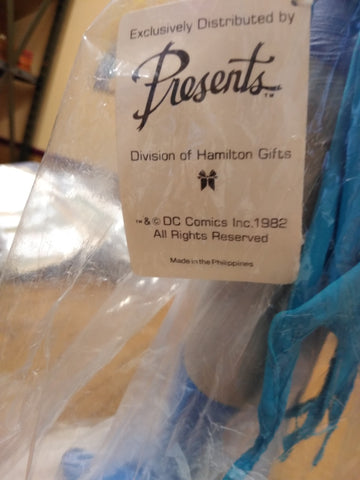 Exclusively Distributed by
Presents™
Division of Hamilton Gifts
™ & © DC Comics Inc. 1982
All Rights Reserved
Made in the Philippines